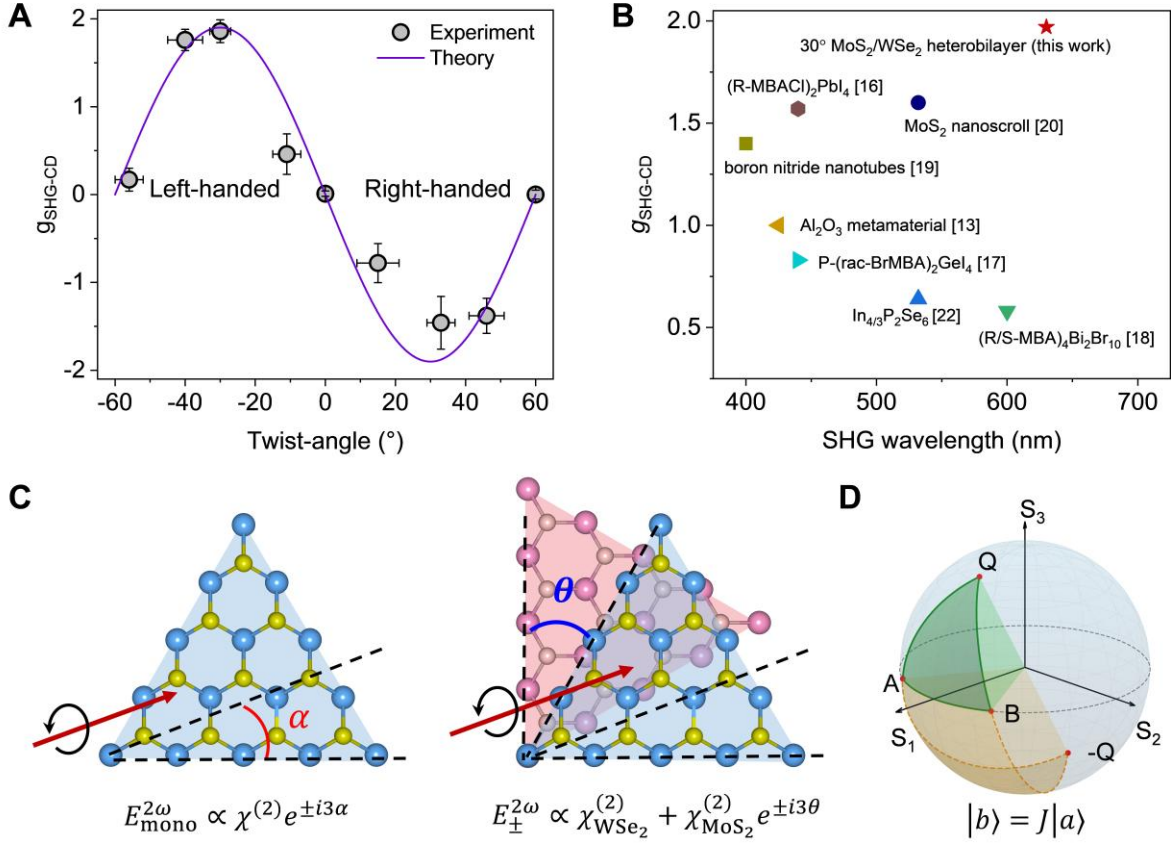 A
g_SHG-CD
2
1
0
-1
-2
-60
-40
-20
0
20
40
60
Twist-angle (°)
Experiment
Theory
Left-handed
Right-handed
B
g_SHG-CD
2.0
1.5
1.0
0.5
400
500
600
700
SHG wavelength (nm)
30° MoS₂/WSe₂ heterobilayer (this work)
(R-MBACl)₂PbI₄ [16]
MoS₂ nanoscroll [20]
boron nitride nanotubes [19]
Al₂O₃ metamaterial [13]
P-(rac-BrMBA)₂GeI₄ [17]
In₄/₃P₂Se₆ [22]
(R/S-MBA)₄Bi₂Br₁₀ [18]
C
α
θ
E_mono^2ω ∝ χ^(2) e^±i3α
E_±^2ω ∝ χ_WSe₂^(2) + χ_MoS₂^(2) e^±i3θ
D
S₃
Q
A
B
S₁
S₂
-Q
|b⟩ = J|a⟩